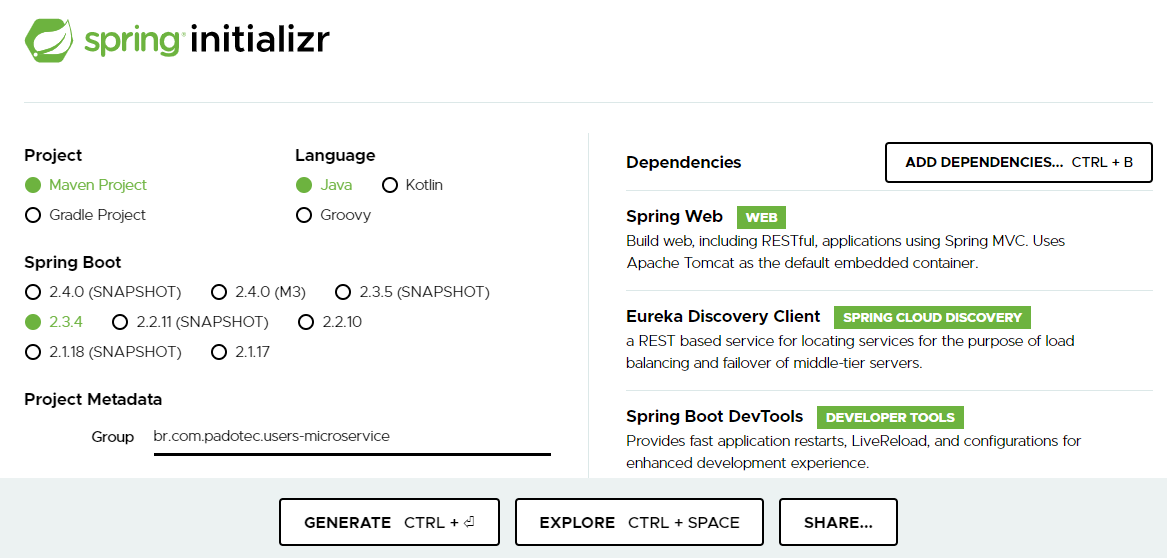 spring initializr
Project
Maven Project
Gradle Project
Language
Java Kotlin
Groovy
Spring Boot
2.4.0 (SNAPSHOT) 2.4.0 (M3) 2.3.5 (SNAPSHOT)
2.3.4 2.2.11 (SNAPSHOT) 2.2.10
2.1.18 (SNAPSHOT) 2.1.17
Project Metadata
Group br.com.padotec.users-microservice
Dependencies ADD DEPENDENCIES... CTRL + B
Spring Web WEB
Build web, including RESTful, applications using Spring MVC. Uses
Apache Tomcat as the default embedded container.
Eureka Discovery Client SPRING CLOUD DISCOVERY
a REST based service for locating services for the purpose of load
balancing and failover of middle-tier servers.
Spring Boot DevTools DEVELOPER TOOLS
Provides fast application restarts, LiveReload, and configurations for
enhanced development experience.
GENERATE CTRL + ⏎ EXPLORE CTRL + SPACE SHARE...